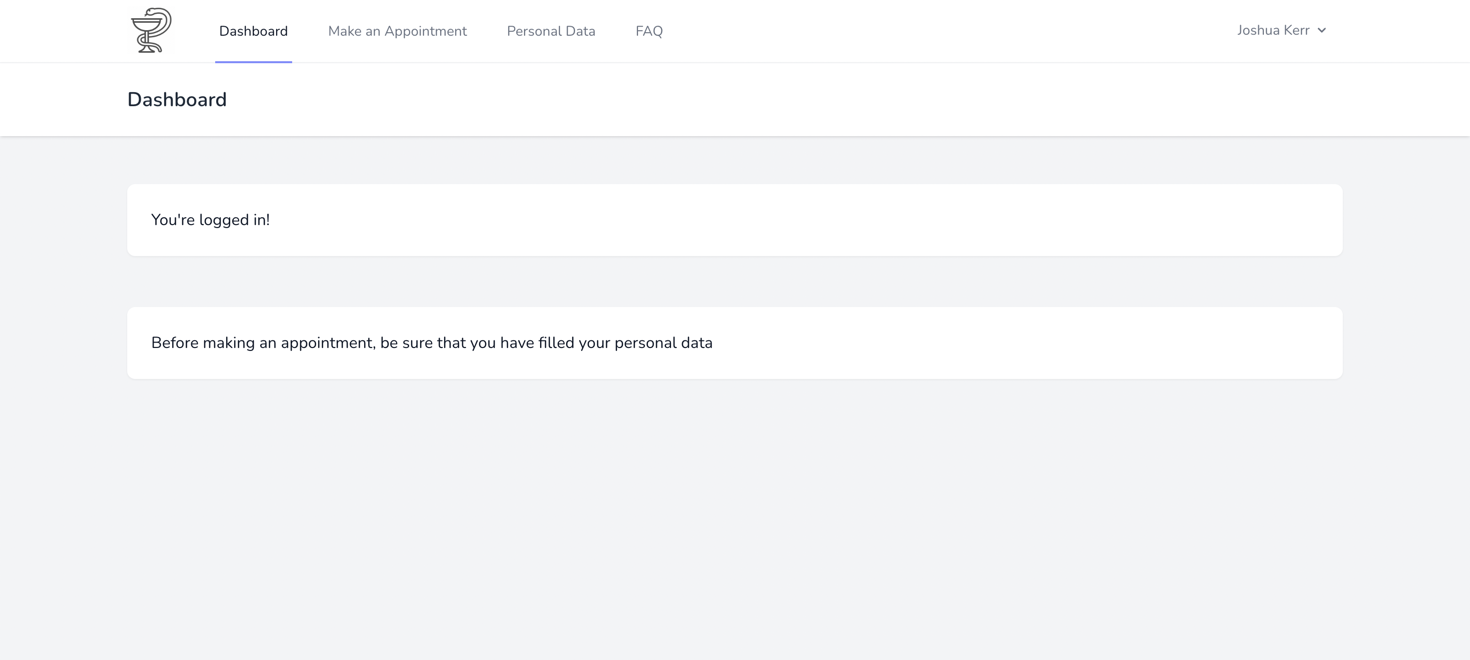 Dashboard
Make an Appointment
Personal Data
FAQ
Joshua Kerr
Dashboard
You're logged in!
Before making an appointment, be sure that you have filled your personal data